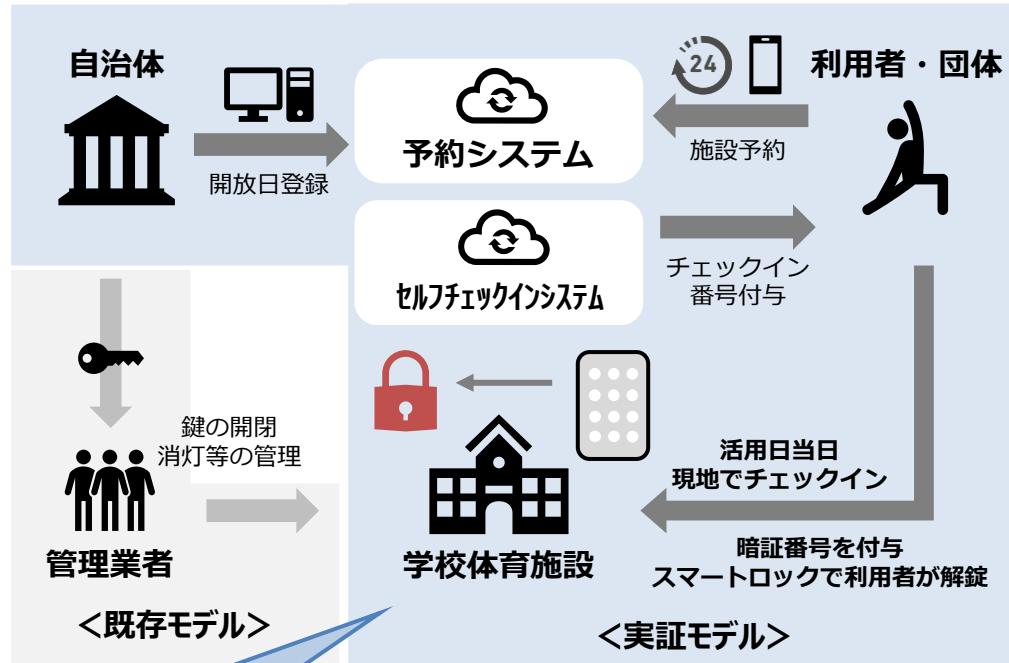 自治体
開放日登録
予約システム
24
施設予約
利用者・団体
セルフチェックインシステム
チェックイン
番号付与
鍵の開閉
消灯等の管理
管理業者
＜既存モデル＞
学校体育施設
活用日当日
現地でチェックイン
暗証番号を付与
スマートロックで利用者が解錠
＜実証モデル＞